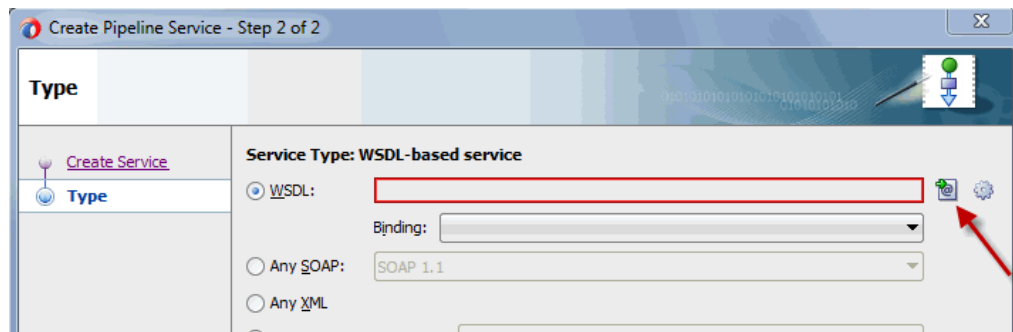 Create Pipeline Service - Step 2 of 2
Type
Create Service
Type
Service Type: WSDL-based service
WSDL:
Binding:
Any SOAP: SOAP 1.1
Any XML